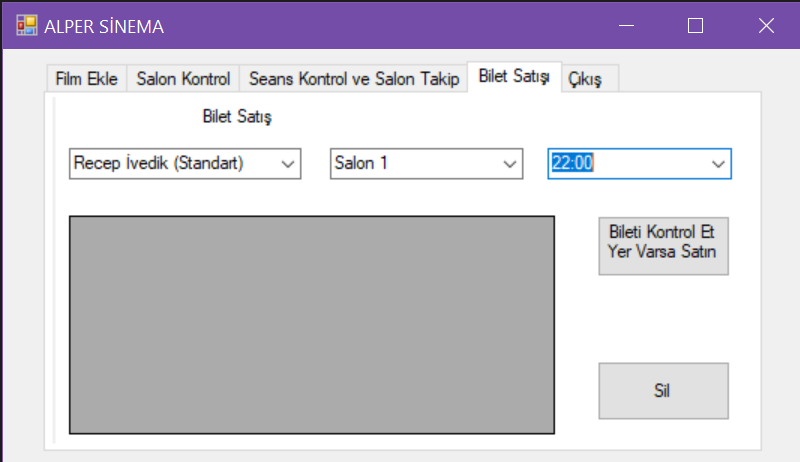 ALPER SİNEMA
Film Ekle
Salon Kontrol
Seans Kontrol ve Salon Takip
Bilet Satışı
Çıkış
Bilet Satış
Recep İvedik (Standart)
Salon 1
22:00
Bileti Kontrol Et
Yer Varsa Satın
Sil